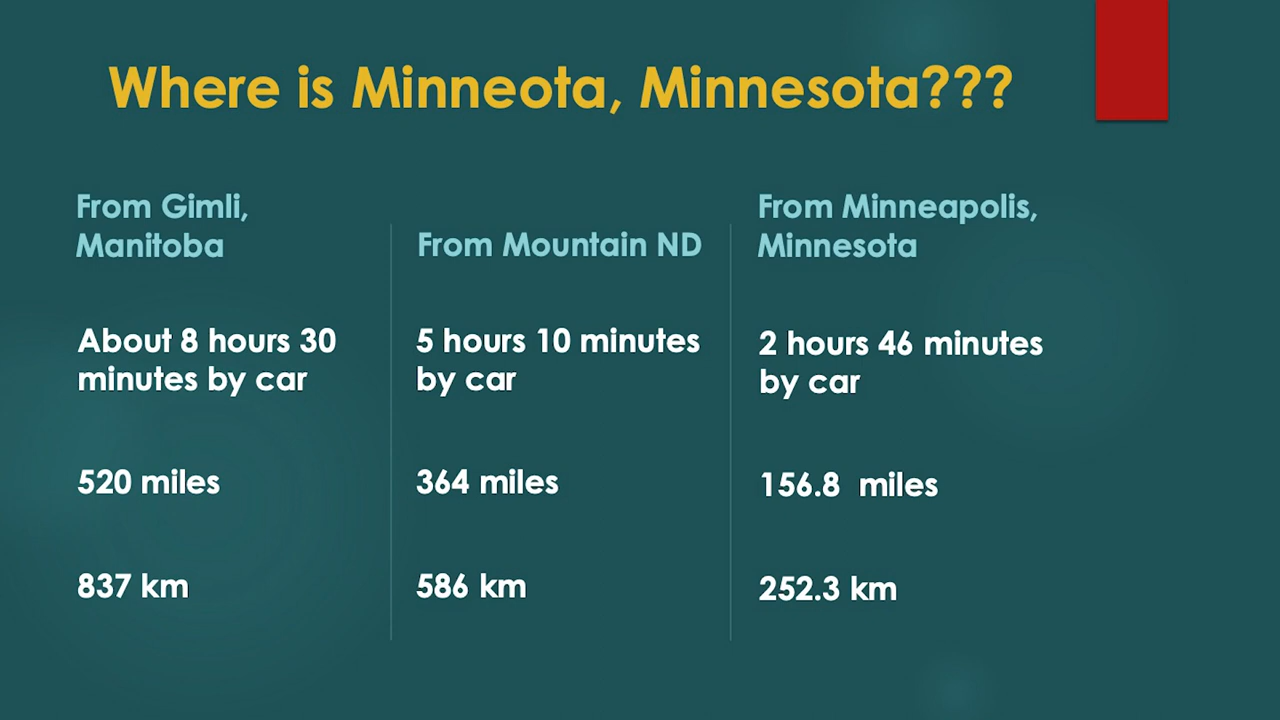 Where is Minneota, Minnesota???
From Gimli,
Manitoba
About 8 hours 30
minutes by car
520 miles
837 km
From Mountain ND
5 hours 10 minutes
by car
364 miles
586 km
From Minneapolis,
Minnesota
2 hours 46 minutes
by car
156.8  miles
252.3 km